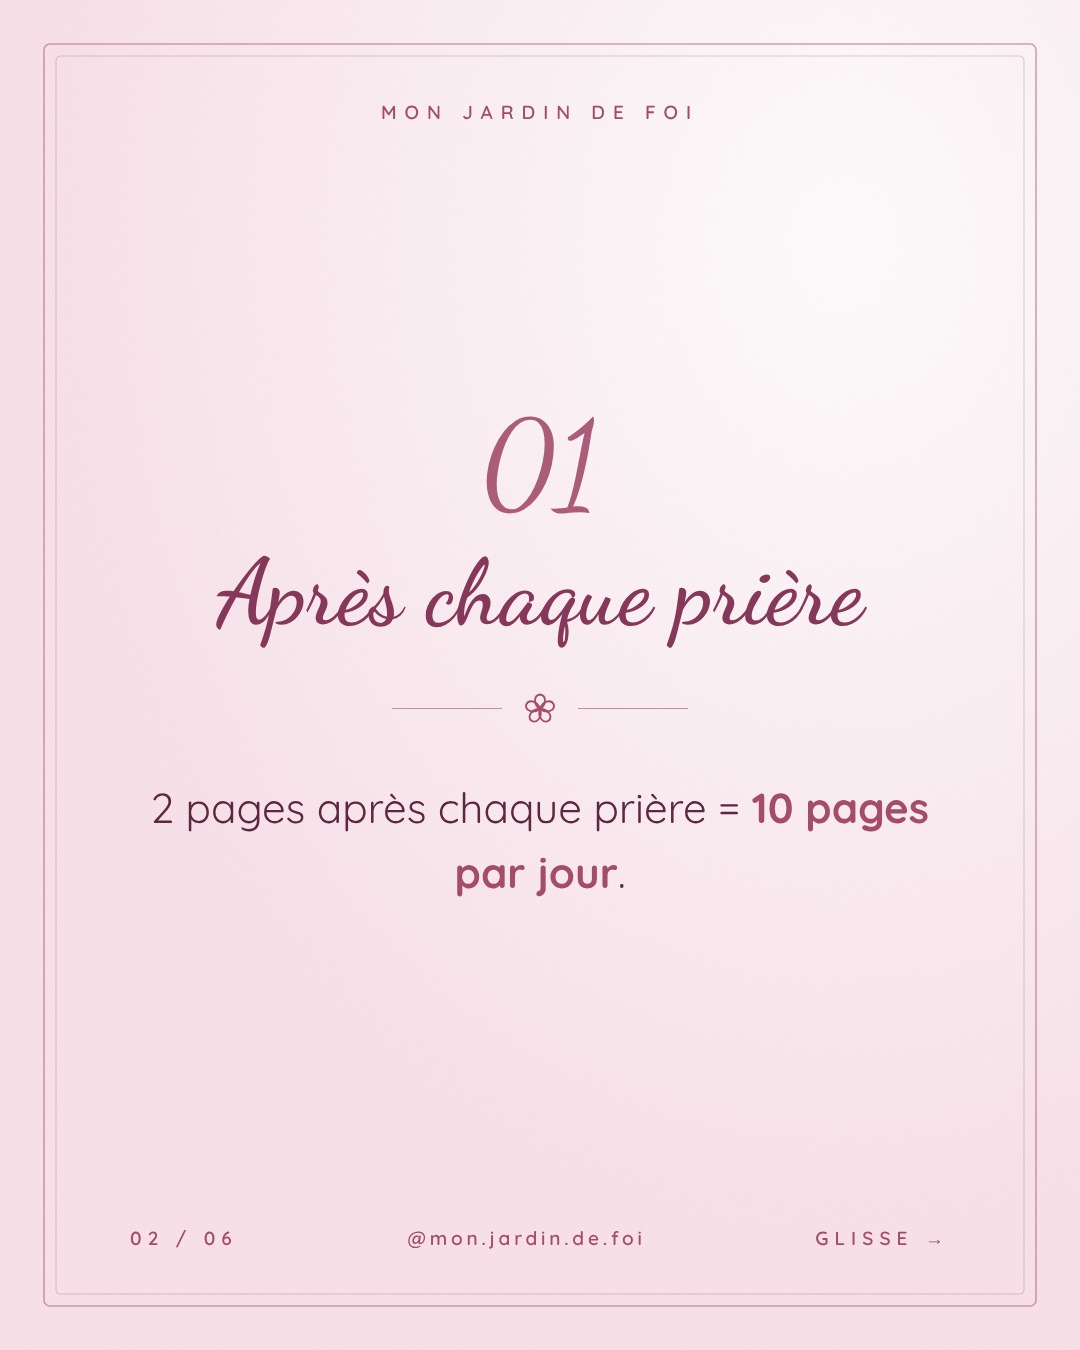 MON JARDIN DE FOI
01
Après chaque prière
2 pages après chaque prière = 10 pages
par jour.
02 / 06
@mon.jardin.de.foi
GLISSE →